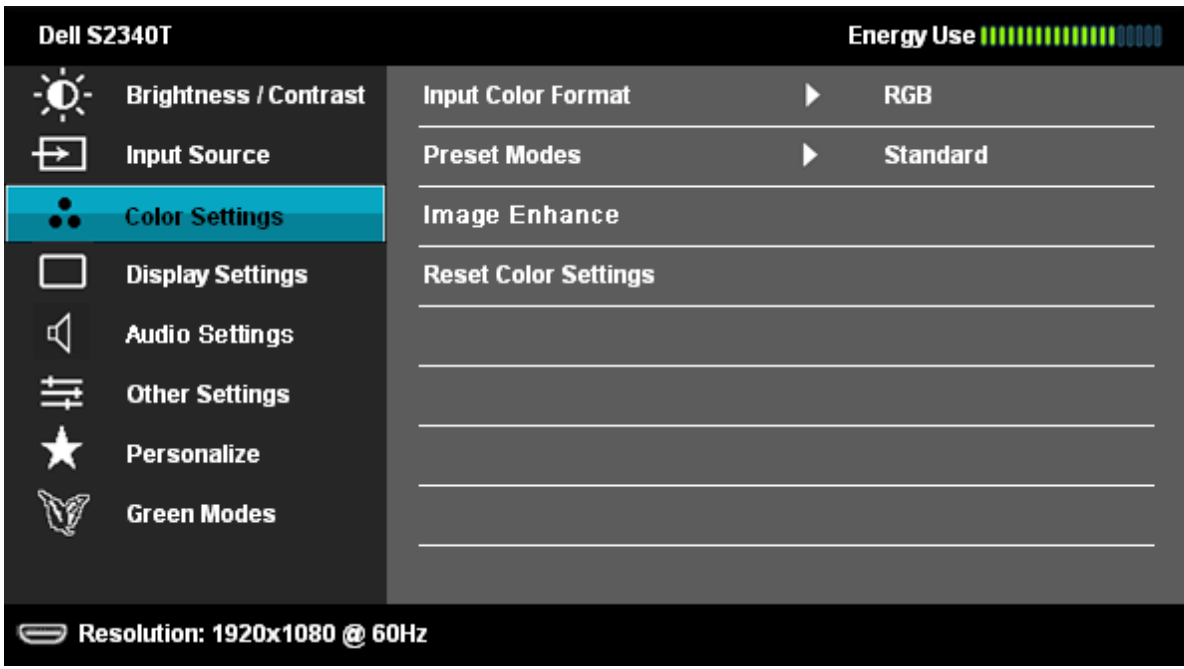 Dell S2340T Energy Use
Brightness / Contrast Input Color Format RGB
Input Source Preset Modes Standard
Color Settings Image Enhance
Display Settings Reset Color Settings
Audio Settings
Other Settings
Personalize
Green Modes
Resolution: 1920x1080 @ 60Hz